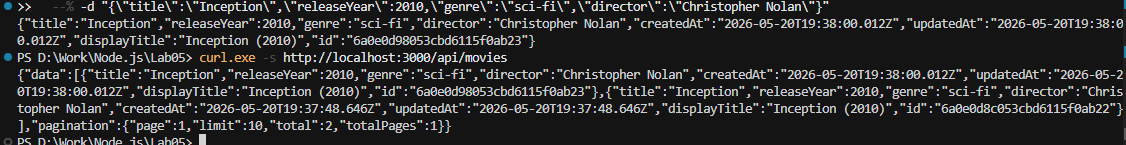 >>   --% -d "{\"title\":\"Inception\",\"releaseYear\":2010,\"genre\":\"sci-fi\",\"director\":\"Christopher Nolan\"}"
{"title":"Inception","releaseYear":2010,"genre":"sci-fi","director":"Christopher Nolan","createdAt":"2026-05-20T19:38:00.012Z","updatedAt":"2026-05-20T19:38:0
0.012Z","displayTitle":"Inception (2010)","id":"6a0e0d98053cbd6115f0ab23"}
PS D:\Work\Node.js\Lab05> curl.exe -s http://localhost:3000/api/movies
{"data":[{"title":"Inception","releaseYear":2010,"genre":"sci-fi","director":"Christopher Nolan","createdAt":"2026-05-20T19:38:00.012Z","updatedAt":"2026-05-2
0T19:38:00.012Z","displayTitle":"Inception (2010)","id":"6a0e0d98053cbd6115f0ab23"},{"title":"Inception","releaseYear":2010,"genre":"sci-fi","director":"Chris
topher Nolan","createdAt":"2026-05-20T19:37:48.646Z","updatedAt":"2026-05-20T19:37:48.646Z","displayTitle":"Inception (2010)","id":"6a0e0d8c053cbd6115f0ab22"}
],"pagination":{"page":1,"limit":10,"total":2,"totalPages":1}}
PS D:\Work\Node.js\Lab05>